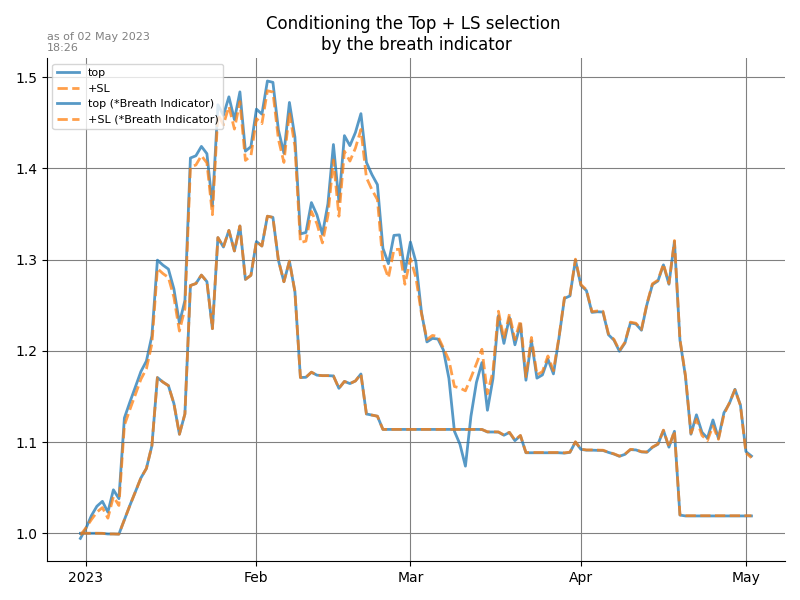 Conditioning the Top + LS selection
by the breath indicator
as of 02 May 2023
18:26
top
+SL
top (*Breath Indicator)
+SL (*Breath Indicator)
1.5
1.4
1.3
1.2
1.1
1.0
2023 Feb Mar Apr May